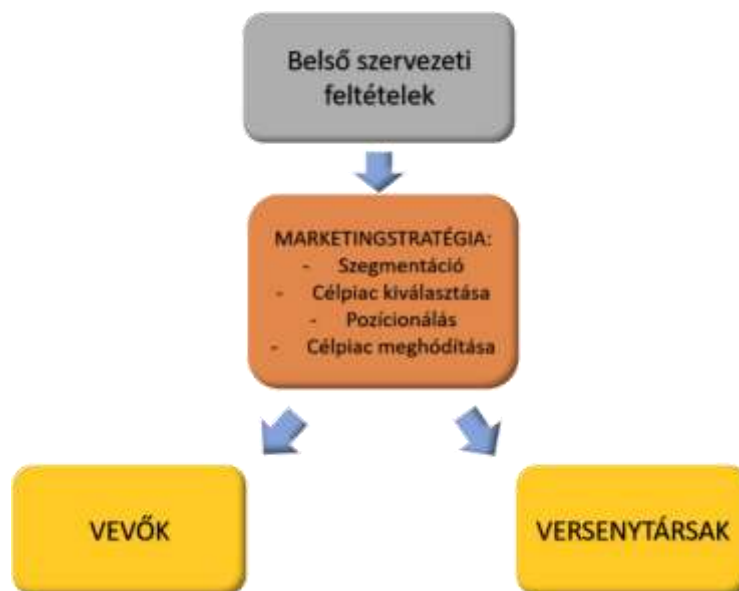 Belső szervezeti
feltételek
MARKETINGSTRATÉGIA:
- Szegmentáció
- Célpiac kiválasztása
- Pozícionálás
- Célpiac meghódítása
VEVŐK
VERSENYTÁRSAK